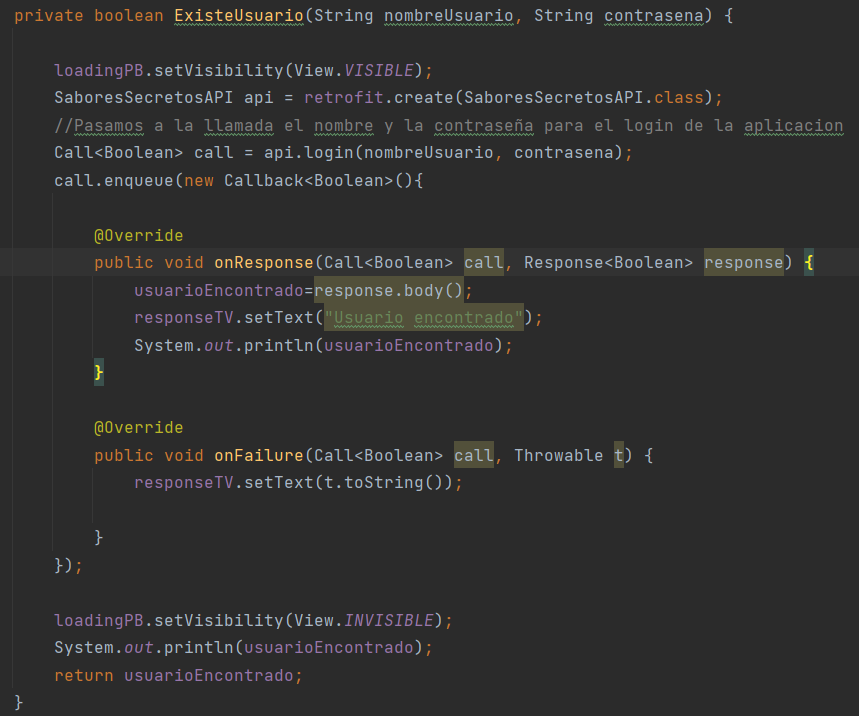 private boolean ExisteUsuario(String nombreUsuario, String contrasena) {
loadingPB.setVisibility(View.VISIBLE);
SaboresSecretosAPI api = retrofit.create(SaboresSecretosAPI.class);
//Pasamos a la llamada el nombre y la contraseña para el login de la aplicacion
Call<Boolean> call = api.login(nombreUsuario, contrasena);
call.enqueue(new Callback<Boolean>(){
@Override
public void onResponse(Call<Boolean> call, Response<Boolean> response) {
usuarioEncontrado=response.body();
responseTV.setText("Usuario encontrado");
System.out.println(usuarioEncontrado);
}
@Override
public void onFailure(Call<Boolean> call, Throwable t) {
responseTV.setText(t.toString());
}
});
loadingPB.setVisibility(View.INVISIBLE);
System.out.println(usuarioEncontrado);
return usuarioEncontrado;
}